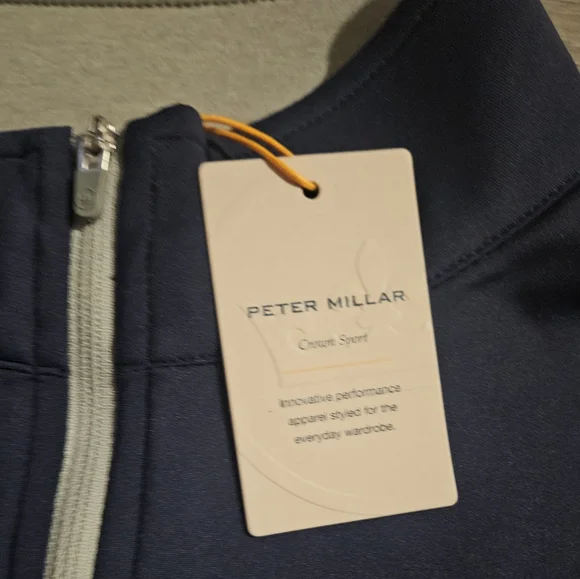 PETER MILLAR
Crown Sport
Innovative performance
apparel styled for the
everyday wardrobe.